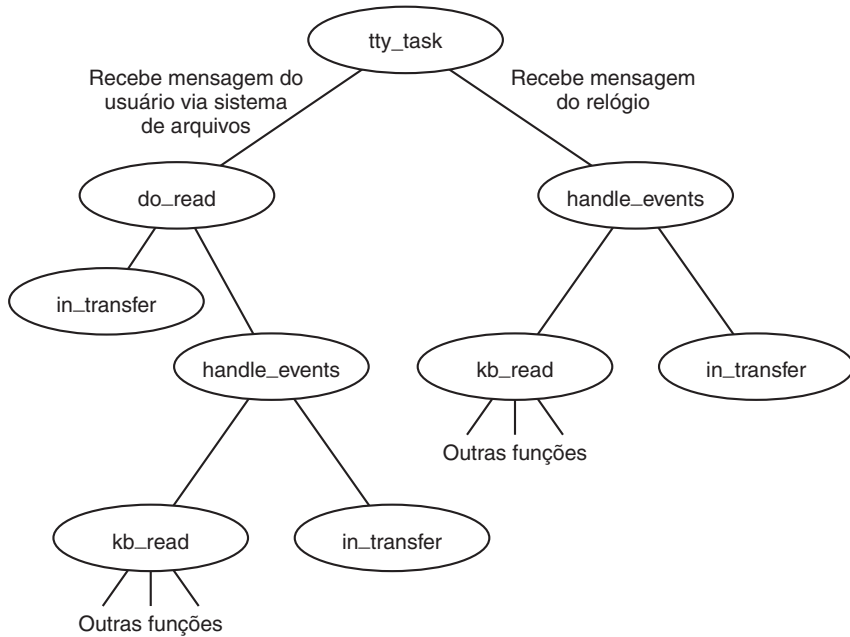 tty_task
Recebe mensagem do
usuário via sistema
de arquivos
Recebe mensagem
do relógio
do_read
handle_events
in_transfer
handle_events
kb_read
in_transfer
Outras funções
kb_read
in_transfer
Outras funções